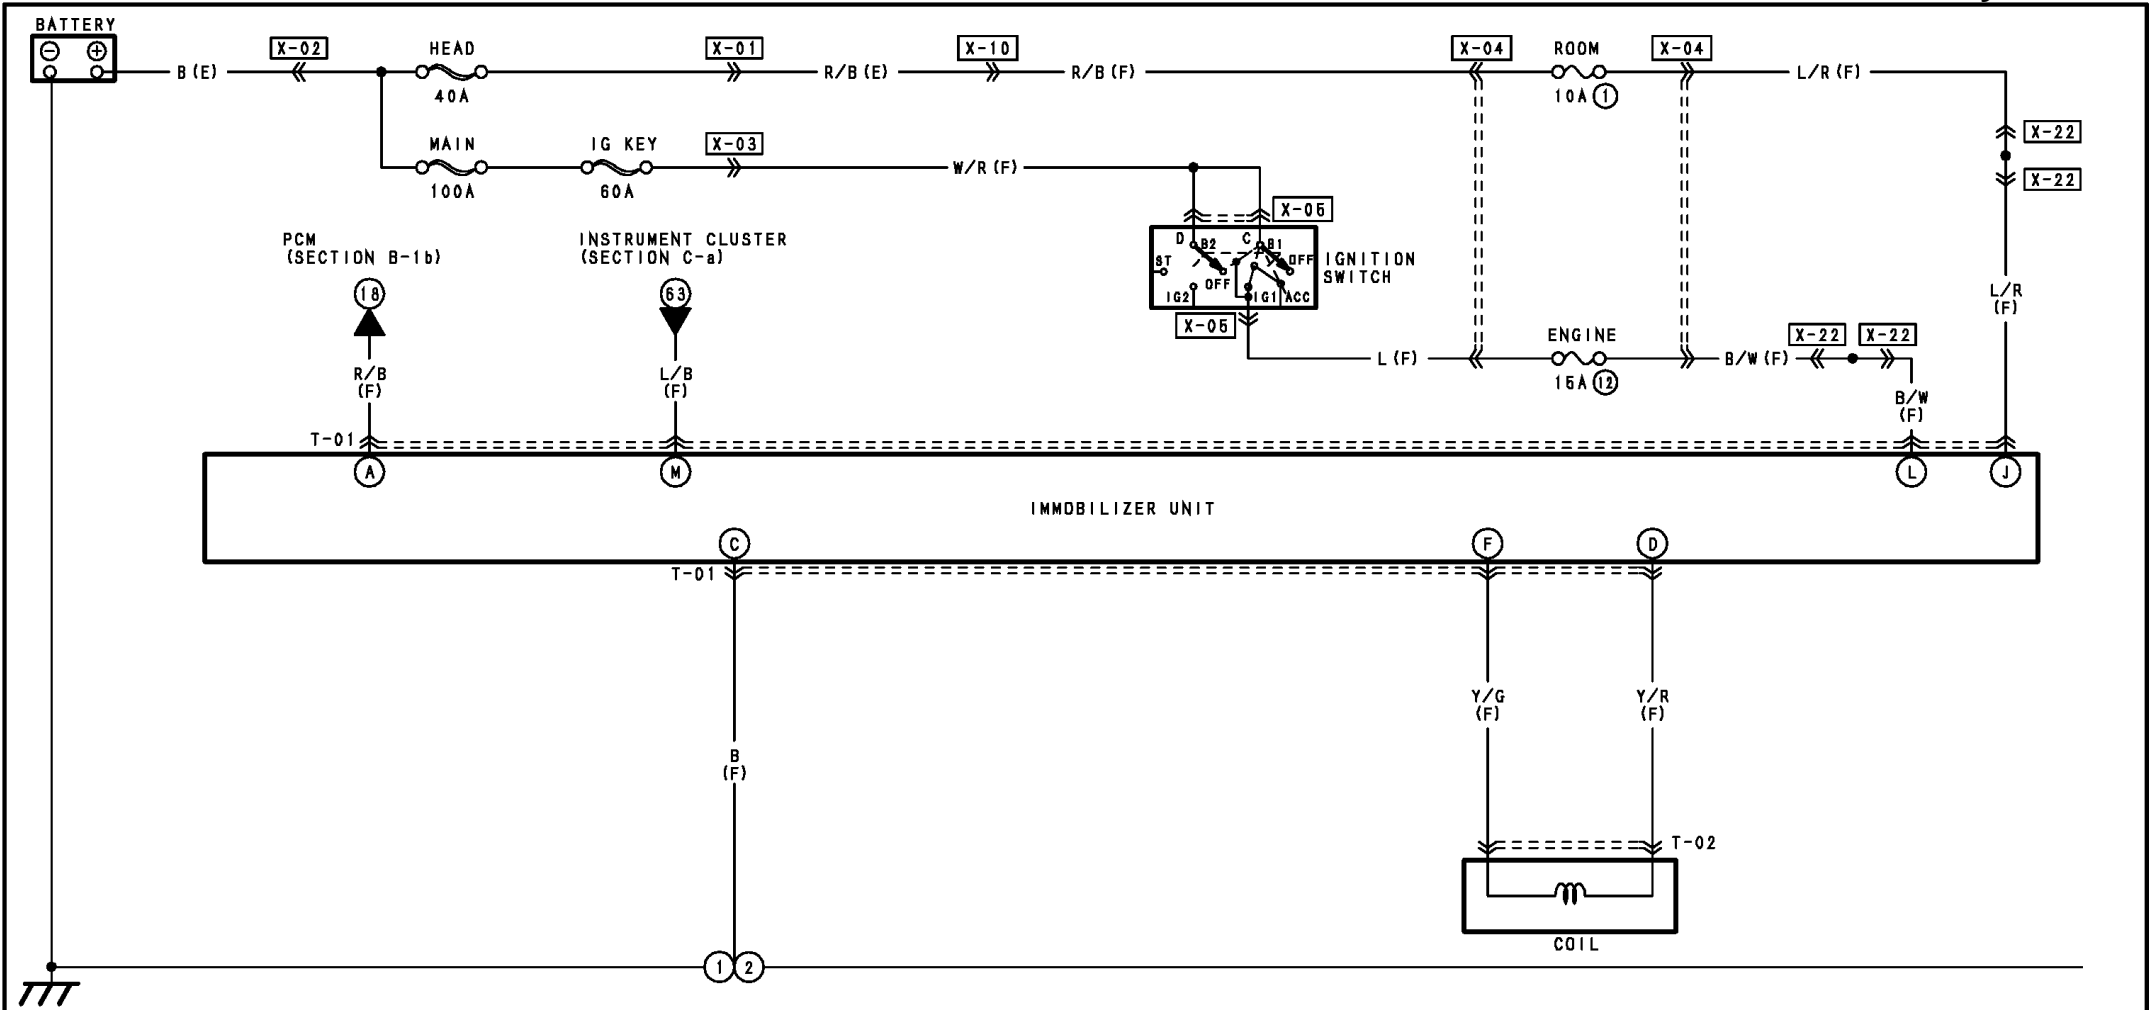 BATTERY
B(E)
X-02
HEAD
40A
X-01
R/B(E)
X-10
R/B(F)
X-04
ROOM
10A 1
X-04
L/R(F)
X-22
X-22
MAIN
100A
IG KEY
60A
X-03
W/R(F)
X-05
D
B2
C
B1
ST
OFF
OFF
IG2
IG1
ACC
IGNITION
SWITCH
X-05
PCM
(SECTION B-1b)
18
INSTRUMENT CLUSTER
(SECTION C-a)
63
L/R
(F)
L(F)
ENGINE
15A 12
B/W(F)
X-22
X-22
R/B
(F)
L/B
(F)
B/W
(F)
T-01
A
M
L
J
IMMOBILIZER UNIT
C
F
D
T-01
Y/G
(F)
Y/R
(F)
B
(F)
T-02
COIL
1
2